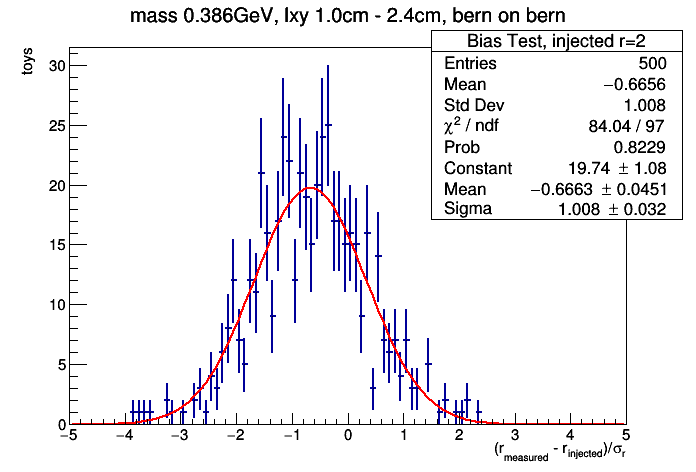 mass 0.386GeV, lxy 1.0cm - 2.4cm, bern on bern
Bias Test, injected r=2
Entries 500
Mean −0.6656
Std Dev 1.008
χ² / ndf 84.04 / 97
Prob 0.8229
Constant 19.74 ± 1.08
Mean −0.6663 ± 0.0451
Sigma 1.008 ± 0.032
toys
30
25
20
15
10
5
0
−5 −4 −3 −2 −1 0 1 2 3 4 5
(r_measured - r_injected)/σ_r